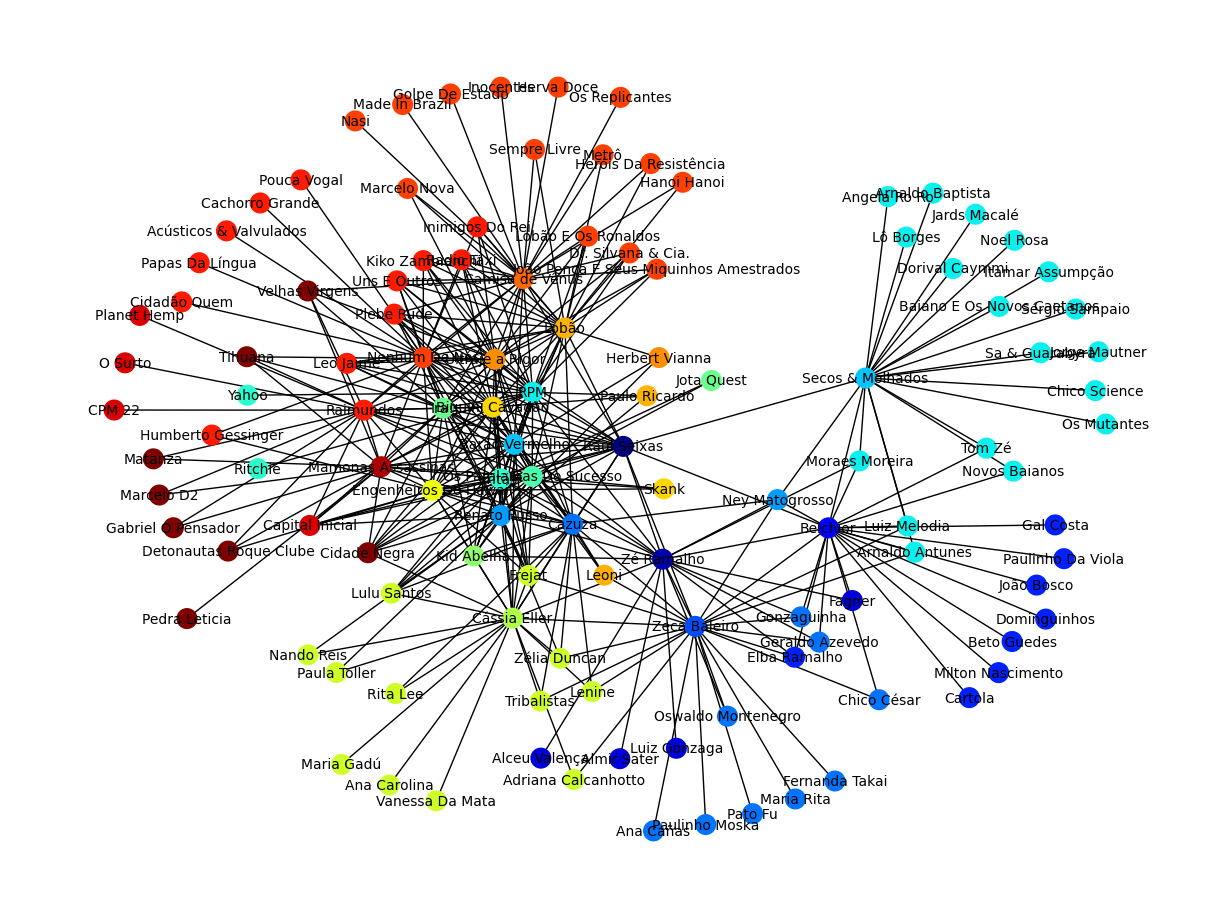 Inocentes
Herva Doce
Golpe De Estado
Os Replicantes
Made In Brazil
Nasi
Sempre Livre
Metrô
Heróis Da Resistência
Pouca Vogal
Hanoi Hanoi
Marcelo Nova
Arnaldo Baptista
Angela Ro Ro
Cachorro Grande
Jards Macalé
Inimigos Do Rei
Acústicos & Valvulados
Lobão E Os Ronaldos
Lô Borges
Noel Rosa
Dr. Silvana & Cia.
Kiko Zambianchi
Papas Da Língua
João Penca E Seus Miquinhos Amestrados
Dorival Caymmi
Itamar Assumpção
Uns E Outros
Camisa de Vênus
Velhas Virgens
Cidadão Quem
Baiano E Os Novos Caetanos
Sérgio Sampaio
Planet Hemp
Plebe Rude
Lobão
Sa & Guarabyra
Jorge Mautner
Tihuana
Herbert Vianna
O Surto
Leo Jaime
Jota Quest
Secos & Molhados
Yahoo
RPM
Paulo Ricardo
Chico Science
CPM 22
Raimundos
Os Mutantes
Humberto Gessinger
Barão Vermelho
Raul Seixas
Tom Zé
Matanza
Moraes Moreira
Ritchie
Mamonas Assassinas
Novos Baianos
Marcelo D2
Skank
Ney Matogrosso
Gabriel O Pensador
Capital Inicial
Renato Russo
Cazuza
Belchior
Luiz Melodia
Gal Costa
Detonautas Roque Clube
Cidade Negra
Kid Abelha
Zé Ramalho
Arnaldo Antunes
Paulinho Da Viola
Frejat
Leoni
João Bosco
Lulu Santos
Fagner
Pedra Leticia
Cássia Eller
Gonzaguinha
Dominguinhos
Zeca Baleiro
Geraldo Azevedo
Beto Guedes
Nando Reis
Zélia Duncan
Elba Ramalho
Paula Toller
Milton Nascimento
Rita Lee
Lenine
Tribalistas
Chico César
Cartola
Oswaldo Montenegro
Luiz Gonzaga
Alceu Valença
Almir Sater
Maria Gadú
Adriana Calcanhotto
Fernanda Takai
Ana Carolina
Vanessa Da Mata
Maria Rita
Pato Fu
Paulinho Moska
Ana Cañas